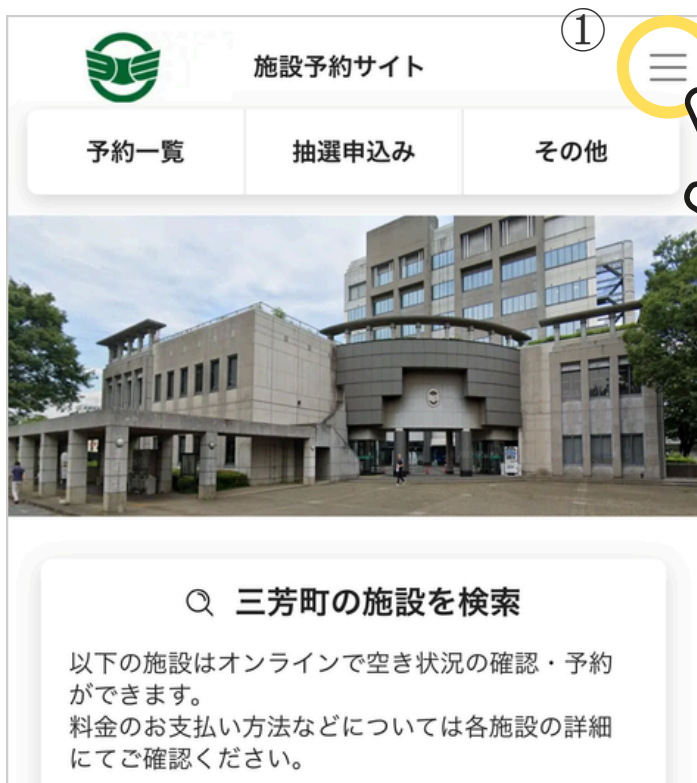 ①
施設予約サイト
予約一覧
抽選申込み
その他
三芳町の施設を検索
以下の施設はオンラインで空き状況の確認・予約
ができます。
料金のお支払い方法などについては各施設の詳細
にてご確認ください。